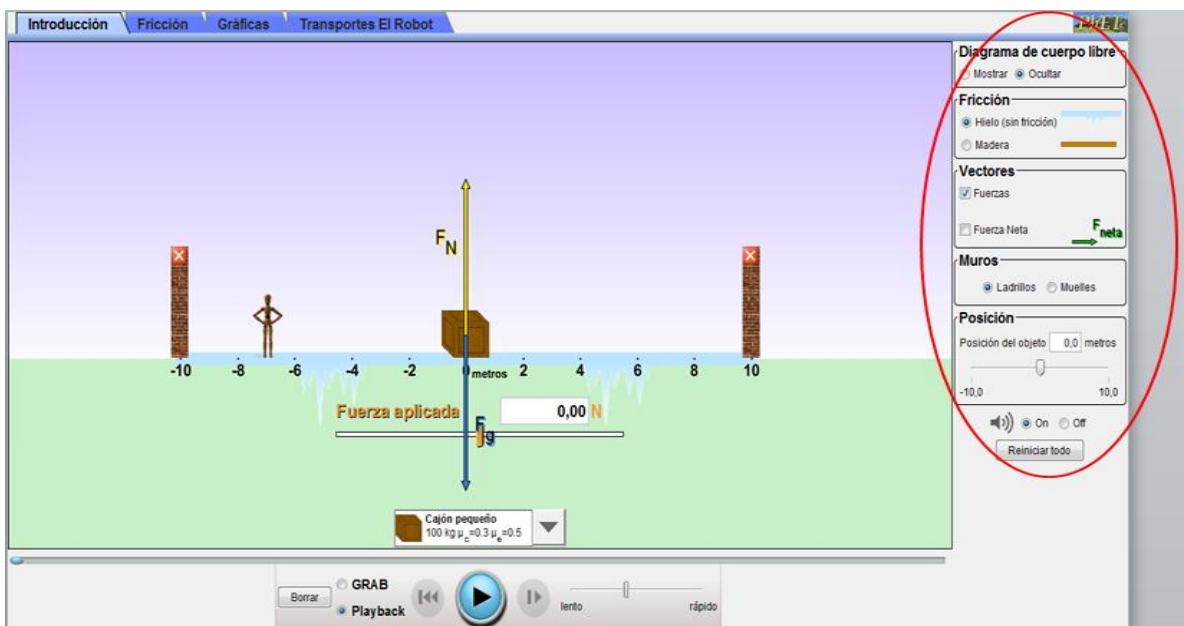 Introducción Fricción Gráficas Transportes El Robot
PhET
Diagrama de cuerpo libre
Mostrar Ocultar
Fricción
Hielo (sin fricción)
Madera
Vectores
Fuerzas
Fuerza Neta F neta
Muros
Ladrillos Muelles
Posición
Posición del objeto 0,0 metros
-10,0 10,0
On Off
Reiniciar todo
F N
-10 -8 -6 -4 -2 0 metros 2 4 6 8 10
Fuerza aplicada 0,00 N
F g
Cajón pequeño
100 kg μc=0.3 μe=0.5
Borrar
GRAB
Playback
lento rápido